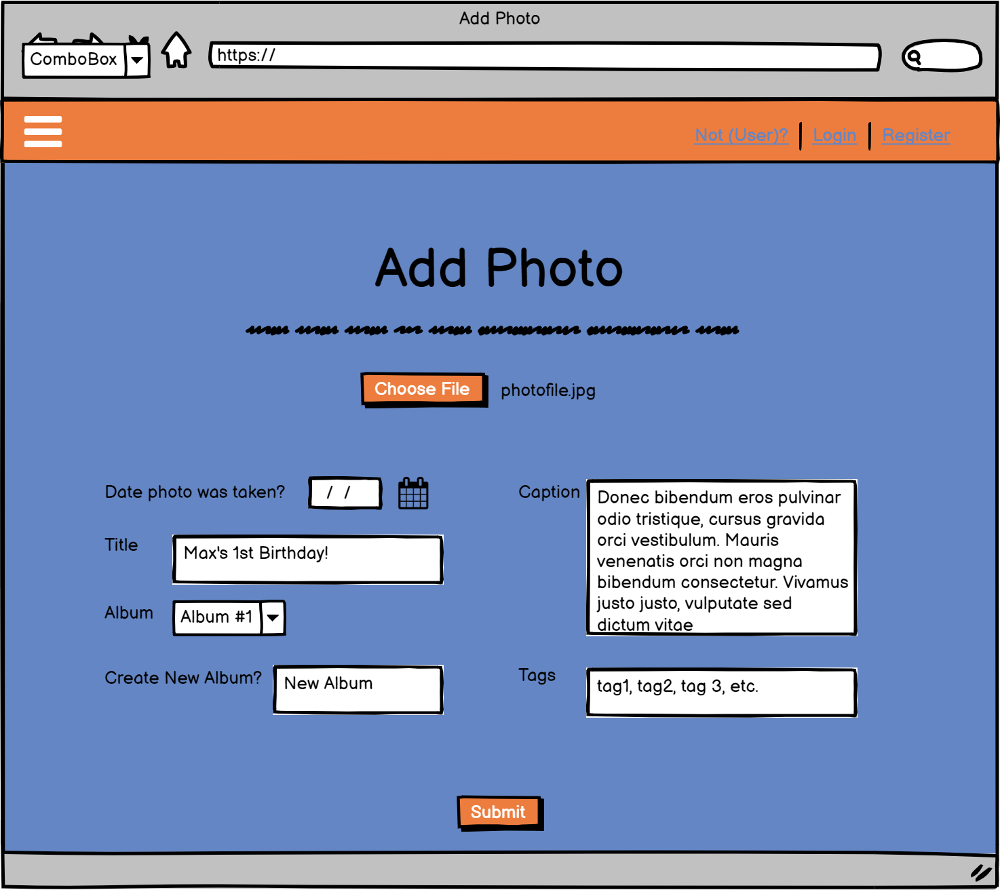 Add Photo
ComboBox
https://
Not (User)?
Login
Register
Add Photo
Choose File
photofile.jpg
Date photo was taken?
/ /
Title
Max's 1st Birthday!
Album
Album #1
Create New Album?
New Album
Caption
Donec bibendum eros pulvinar
odio tristique, cursus gravida
orci vestibulum. Mauris
venenatis orci non magna
bibendum consectetur. Vivamus
justo justo, vulputate sed
dictum vitae
Tags
tag1, tag2, tag 3, etc.
Submit